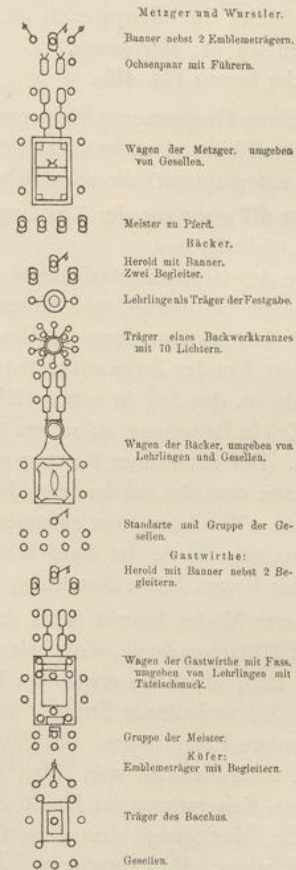 Metzger und Wurstler.
Banner nebst 2 Emblemeträgern.
Ochsenpaar mit Führern.
Wagen der Metzger, umgeben
von Gesellen.
Meister zu Pferd.
Bäcker.
Herold mit Banner.
Zwei Begleiter.
Lehrlinge als Träger der Festgabe.
Träger eines Backwerkkranzes
mit 70 Lichtern.
Wagen der Bäcker, umgeben von
Lehrlingen und Gesellen.
Standarte und Gruppe der Ge-
sellen.
Gastwirthe:
Herold mit Banner nebst 2 Be-
gleitern.
Wagen der Gastwirthe mit Fass,
umgeben von Lehrlingen mit
Tafelschmuck.
Gruppe der Meister.
Küfer:
Emblemeträger mit Begleitern.
Träger des Bacchus.
Gesellen.